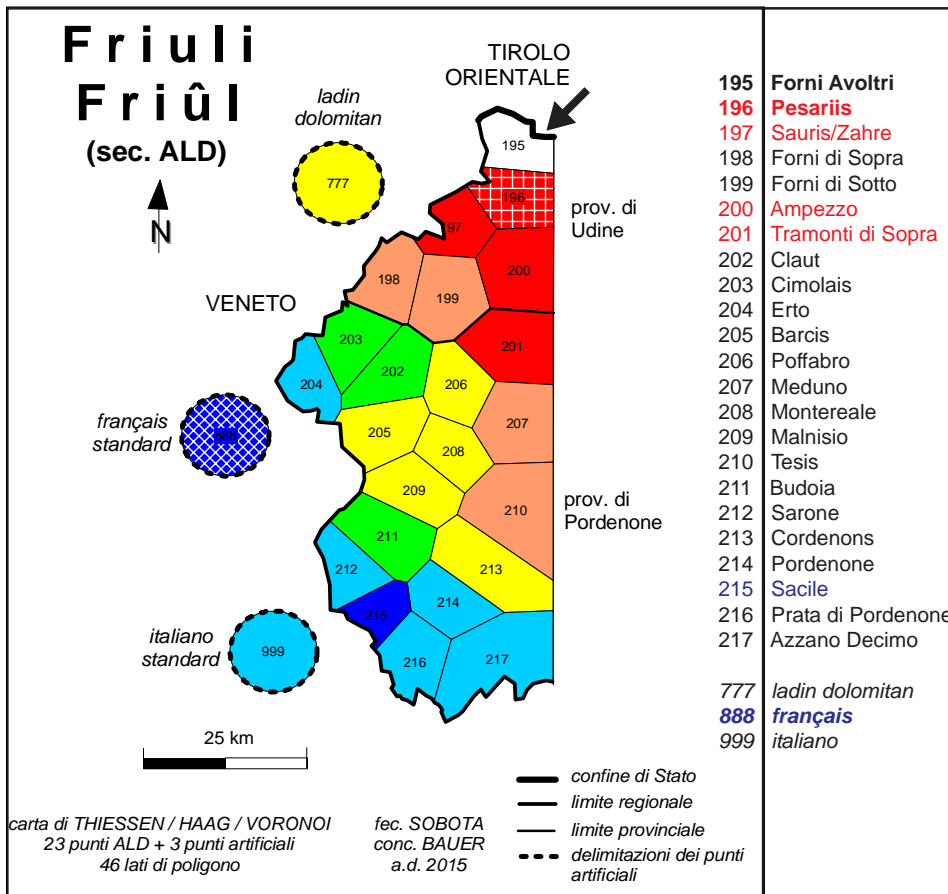 Friuli
Friûl
(sec. ALD)
N
ladin
dolomitan
777
TIROLO
ORIENTALE
195
196
prov. di
Udine
97
200
198
199
VENETO
203
201
202
204
206
français
standard
888
207
205
208
209
210
prov. di
Pordenone
211
213
212
214
215
italiano
standard
999
216
217
25 km
confine di Stato
limite regionale
limite provinciale
delimitazioni dei punti
artificiali
carta di THIESSEN / HAAG / VORONOI
23 punti ALD + 3 punti artificiali
46 lati di poligono
fec. SOBOTA
conc. BAUER
a.d. 2015
195 Forni Avoltri
196 Pesariis
197 Sauris/Zahre
198 Forni di Sopra
199 Forni di Sotto
200 Ampezzo
201 Tramonti di Sopra
202 Claut
203 Cimolais
204 Erto
205 Barcis
206 Poffabro
207 Meduno
208 Montereale
209 Malnisio
210 Tesis
211 Budoia
212 Sarone
213 Cordenons
214 Pordenone
215 Sacile
216 Prata di Pordenone
217 Azzano Decimo
777 ladin dolomitan
888 français
999 italiano